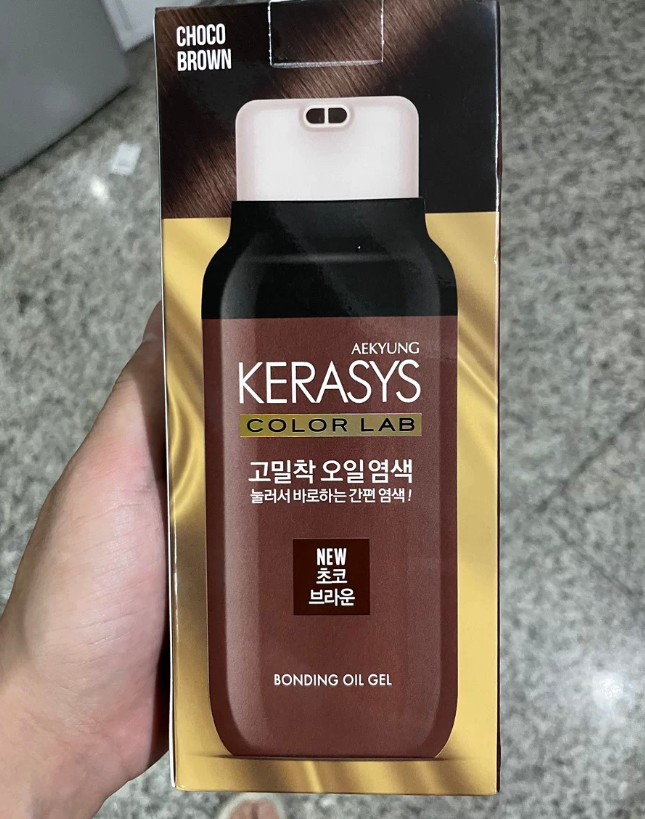 CHOCO
BROWN
AEKYUNG
KERASYS
COLOR LAB
고밀착 오일염색
눌러서 바로하는 간편 염색!
NEW
초코
브라운
BONDING OIL GEL